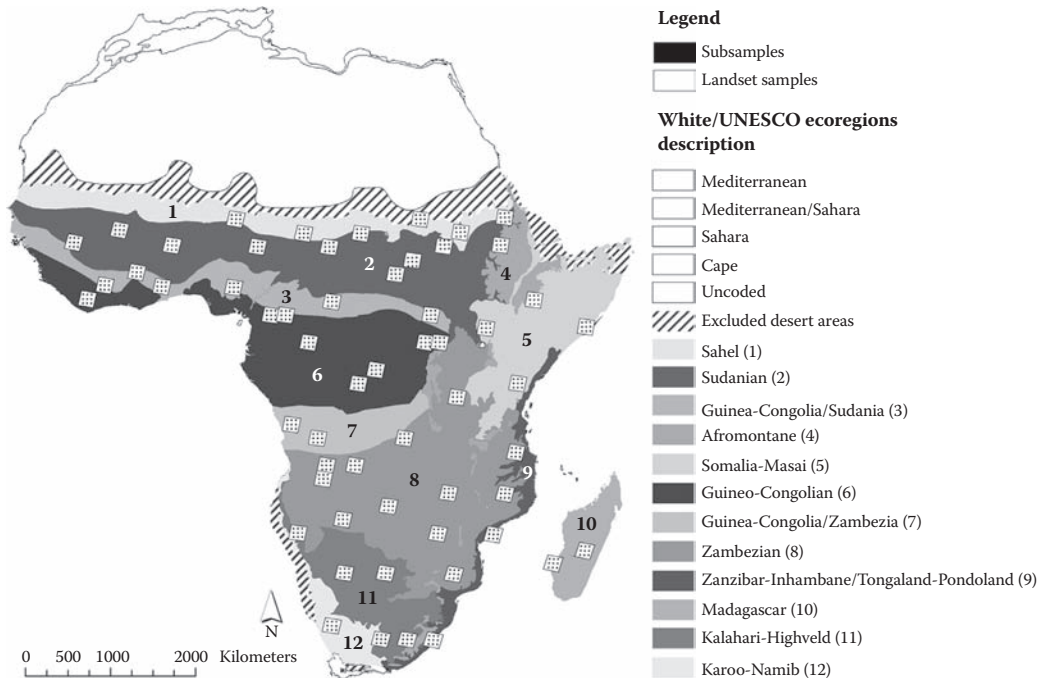 Legend
Subsamples
Landset samples
White/UNESCO ecoregions
description
Mediterranean
Mediterranean/Sahara
Sahara
Cape
Uncoded
Excluded desert areas
Sahel (1)
Sudanian (2)
Guinea-Congolia/Sudania (3)
Afromontane (4)
Somalia-Masai (5)
Guineo-Congolian (6)
Guinea-Congolia/Zambezia (7)
Zambezian (8)
Zanzibar-Inhambane/Tongaland-Pondoland (9)
Madagascar (10)
Kalahari-Highveld (11)
Karoo-Namib (12)
1
2
4
3
5
6
7
8
9
10
11
12
N
0 500 1000 2000 Kilometers